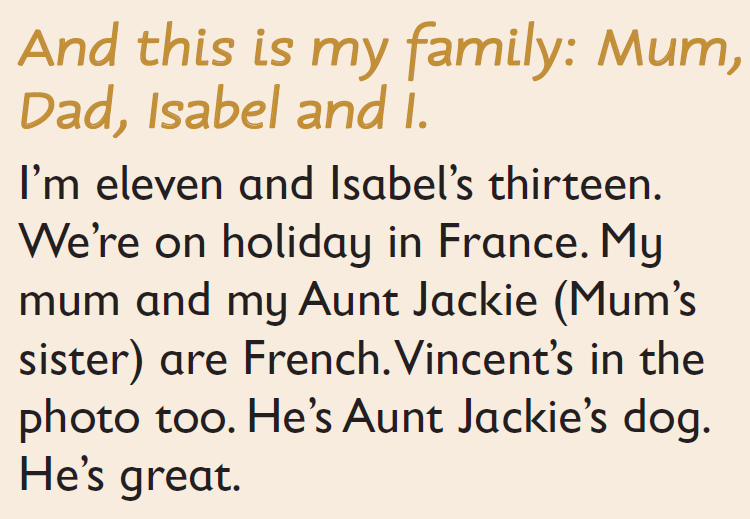 And this is my family: Mum,
Dad, Isabel and I.
I’m eleven and Isabel’s thirteen.
We’re on holiday in France. My
mum and my Aunt Jackie (Mum’s
sister) are French. Vincent’s in the
photo too. He’s Aunt Jackie’s dog.
He’s great.